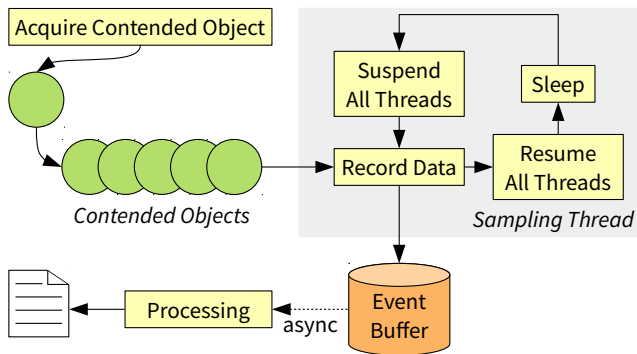 Acquire Contended Object
Suspend
All Threads
Sleep
Record Data
Resume
All Threads
Contended Objects
Sampling Thread
Event
Buffer
Processing
async